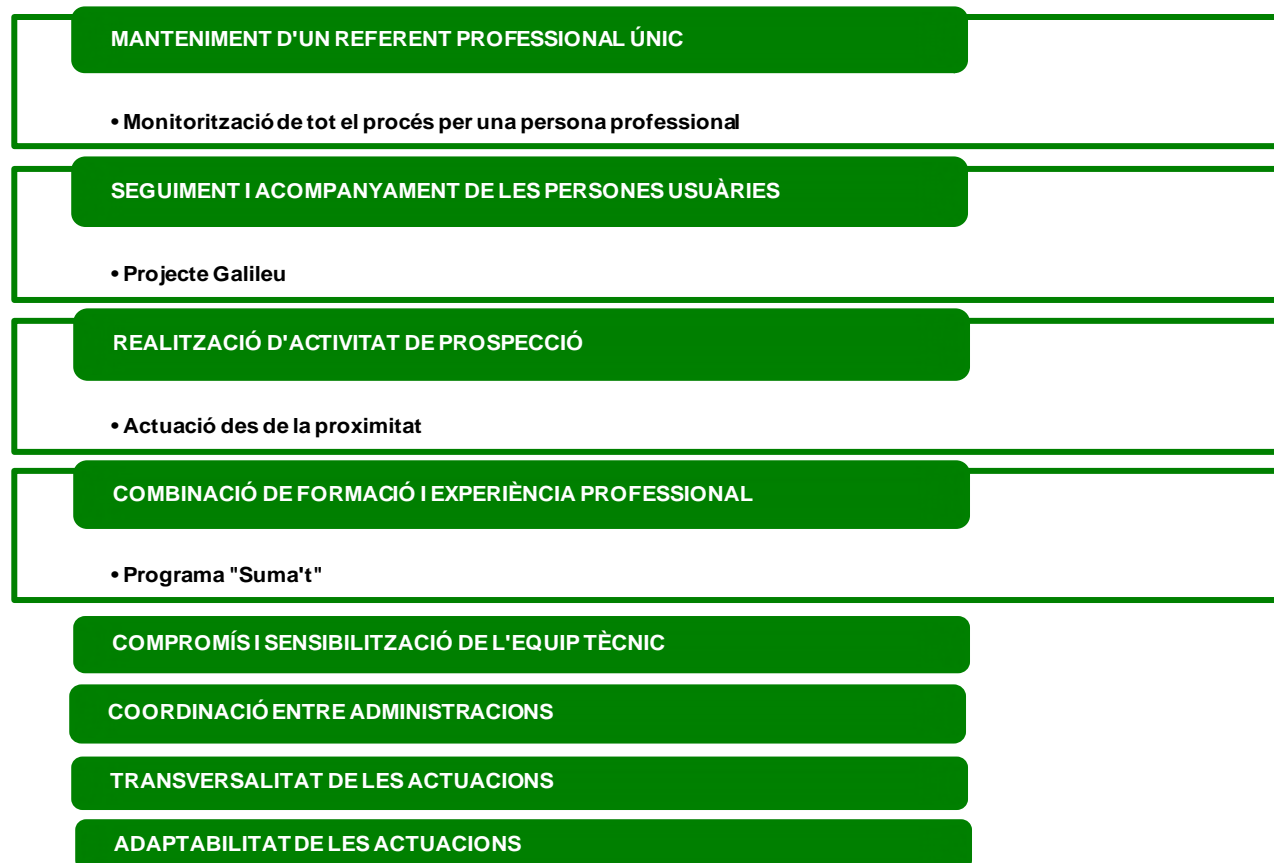 MANTENIMENT D'UN REFERENT PROFESSIONAL ÚNIC
• Monitorització de tot el procés per una persona professional
SEGUIMENT I ACOMPANYAMENT DE LES PERSONES USUÀRIES
• Projecte Galileu
REALITZACIÓ D'ACTIVITAT DE PROSPECCIÓ
• Actuació des de la proximitat
COMBINACIÓ DE FORMACIÓ I EXPERIÈNCIA PROFESSIONAL
• Programa "Suma't"
COMPROMÍS I SENSIBILITZACIÓ DE L'EQUIP TÈCNIC
COORDINACIÓ ENTRE ADMINISTRACIONS
TRANSVERSALITAT DE LES ACTUACIONS
ADAPTABILITAT DE LES ACTUACIONS